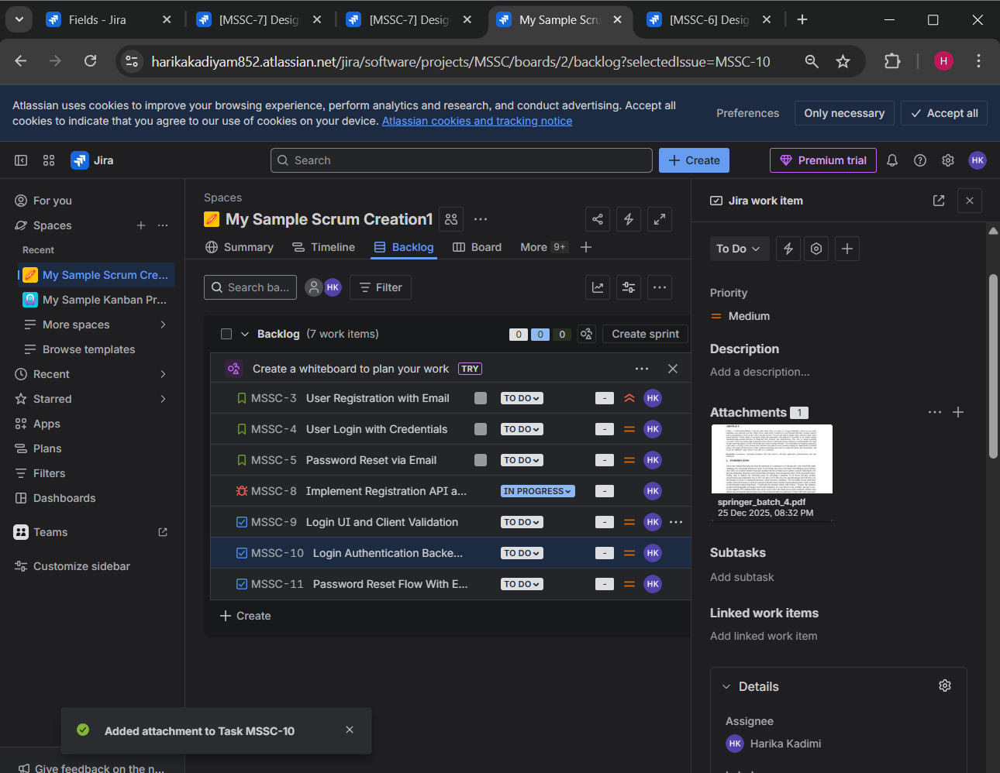 Fields - Jira
[MSSC-7] Desig
[MSSC-7] Desig
My Sample Scru
[MSSC-6] Desig
harikakadiyam852.atlassian.net/jira/software/projects/MSSC/boards/2/backlog?selectedIssue=MSSC-10
H
Atlassian uses cookies to improve your browsing experience, perform analytics and research, and conduct advertising. Accept all
cookies to indicate that you agree to our use of cookies on your device. Atlassian cookies and tracking notice
Preferences
Only necessary
Accept all
Jira
Search
Create
Premium trial
HK
For you
Spaces
Recent
My Sample Scrum Cre...
My Sample Kanban Pr...
More spaces
Browse templates
Recent
Starred
Apps
Plans
Filters
Dashboards
Teams
Customize sidebar
Give feedback on the n...
Spaces
My Sample Scrum Creation1
Summary
Timeline
Backlog
Board
More 9+
Search ba...
HK
Filter
Backlog (7 work items)
0 0 0
Create sprint
Create a whiteboard to plan your work TRY
MSSC-3 User Registration with Email TO DO - HK
MSSC-4 User Login with Credentials TO DO - HK
MSSC-5 Password Reset via Email TO DO - HK
MSSC-8 Implement Registration API a... IN PROGRESS - HK
MSSC-9 Login UI and Client Validation TO DO - HK
MSSC-10 Login Authentication Backe... TO DO - HK
MSSC-11 Password Reset Flow With E... TO DO - HK
Create
Added attachment to Task MSSC-10
Jira work item
To Do
Priority
Medium
Description
Add a description...
Attachments 1
springer_batch_4.pdf
25 Dec 2025, 08:32 PM
Subtasks
Add subtask
Linked work items
Add linked work item
Details
Assignee
HK Harika Kadimi